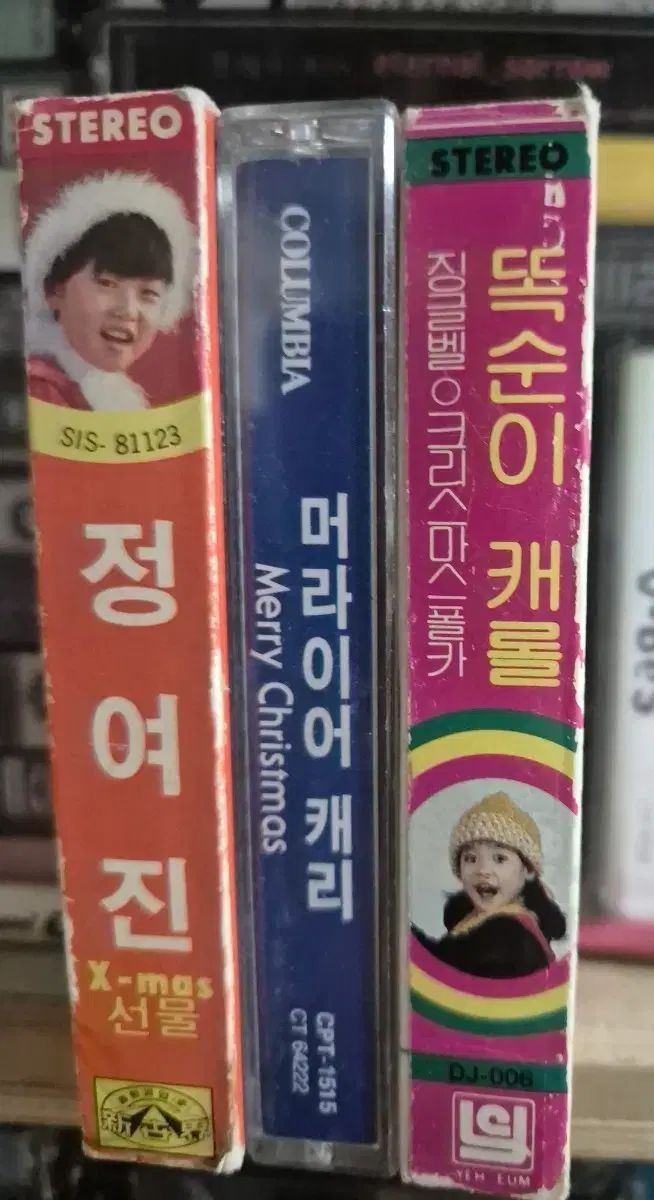 STEREO
SIS- 81123
정여진
X-mas
선물
COLUMBIA
머라이어 캐리
Merry Christmas
CPT-1515
CT 64222
STEREO
똑순이 캐롤
징글벨ㅇ크리스마스폴카
DJ-006
YEH EUM
eternal_sorrow